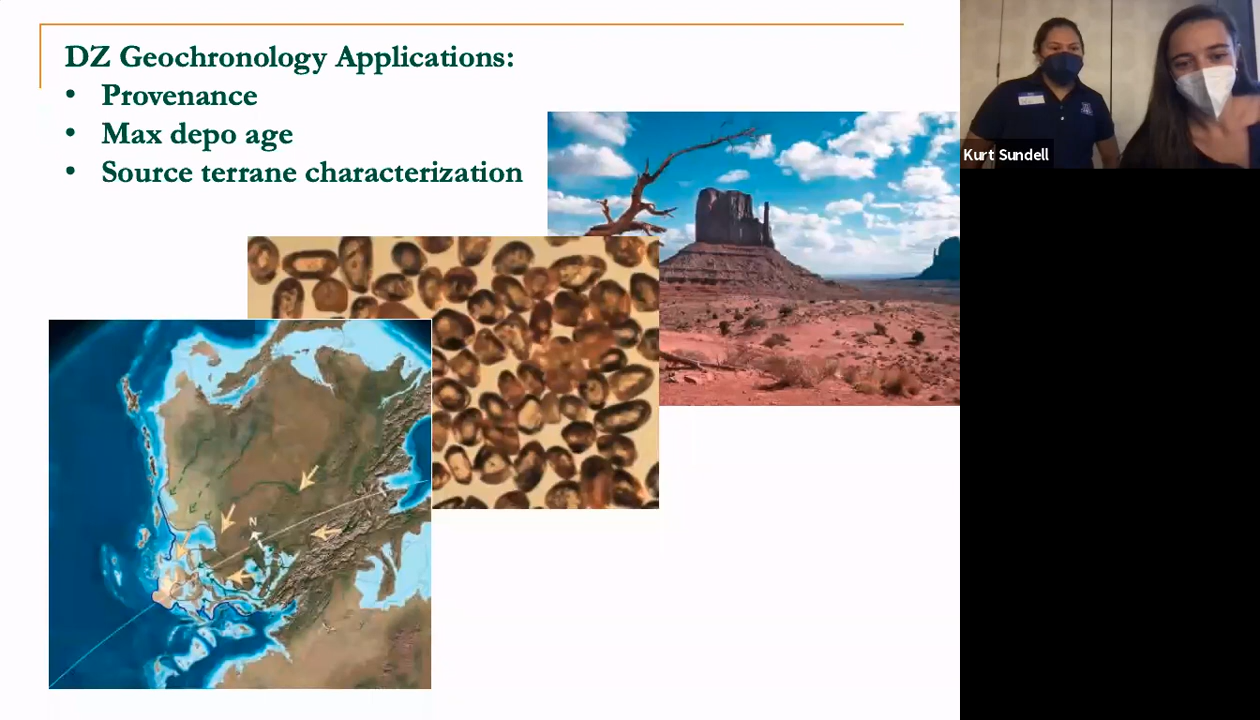 DZ Geochronology Applications:
• Provenance
• Max depo age
• Source terrane characterization
Kurt Sundell
N